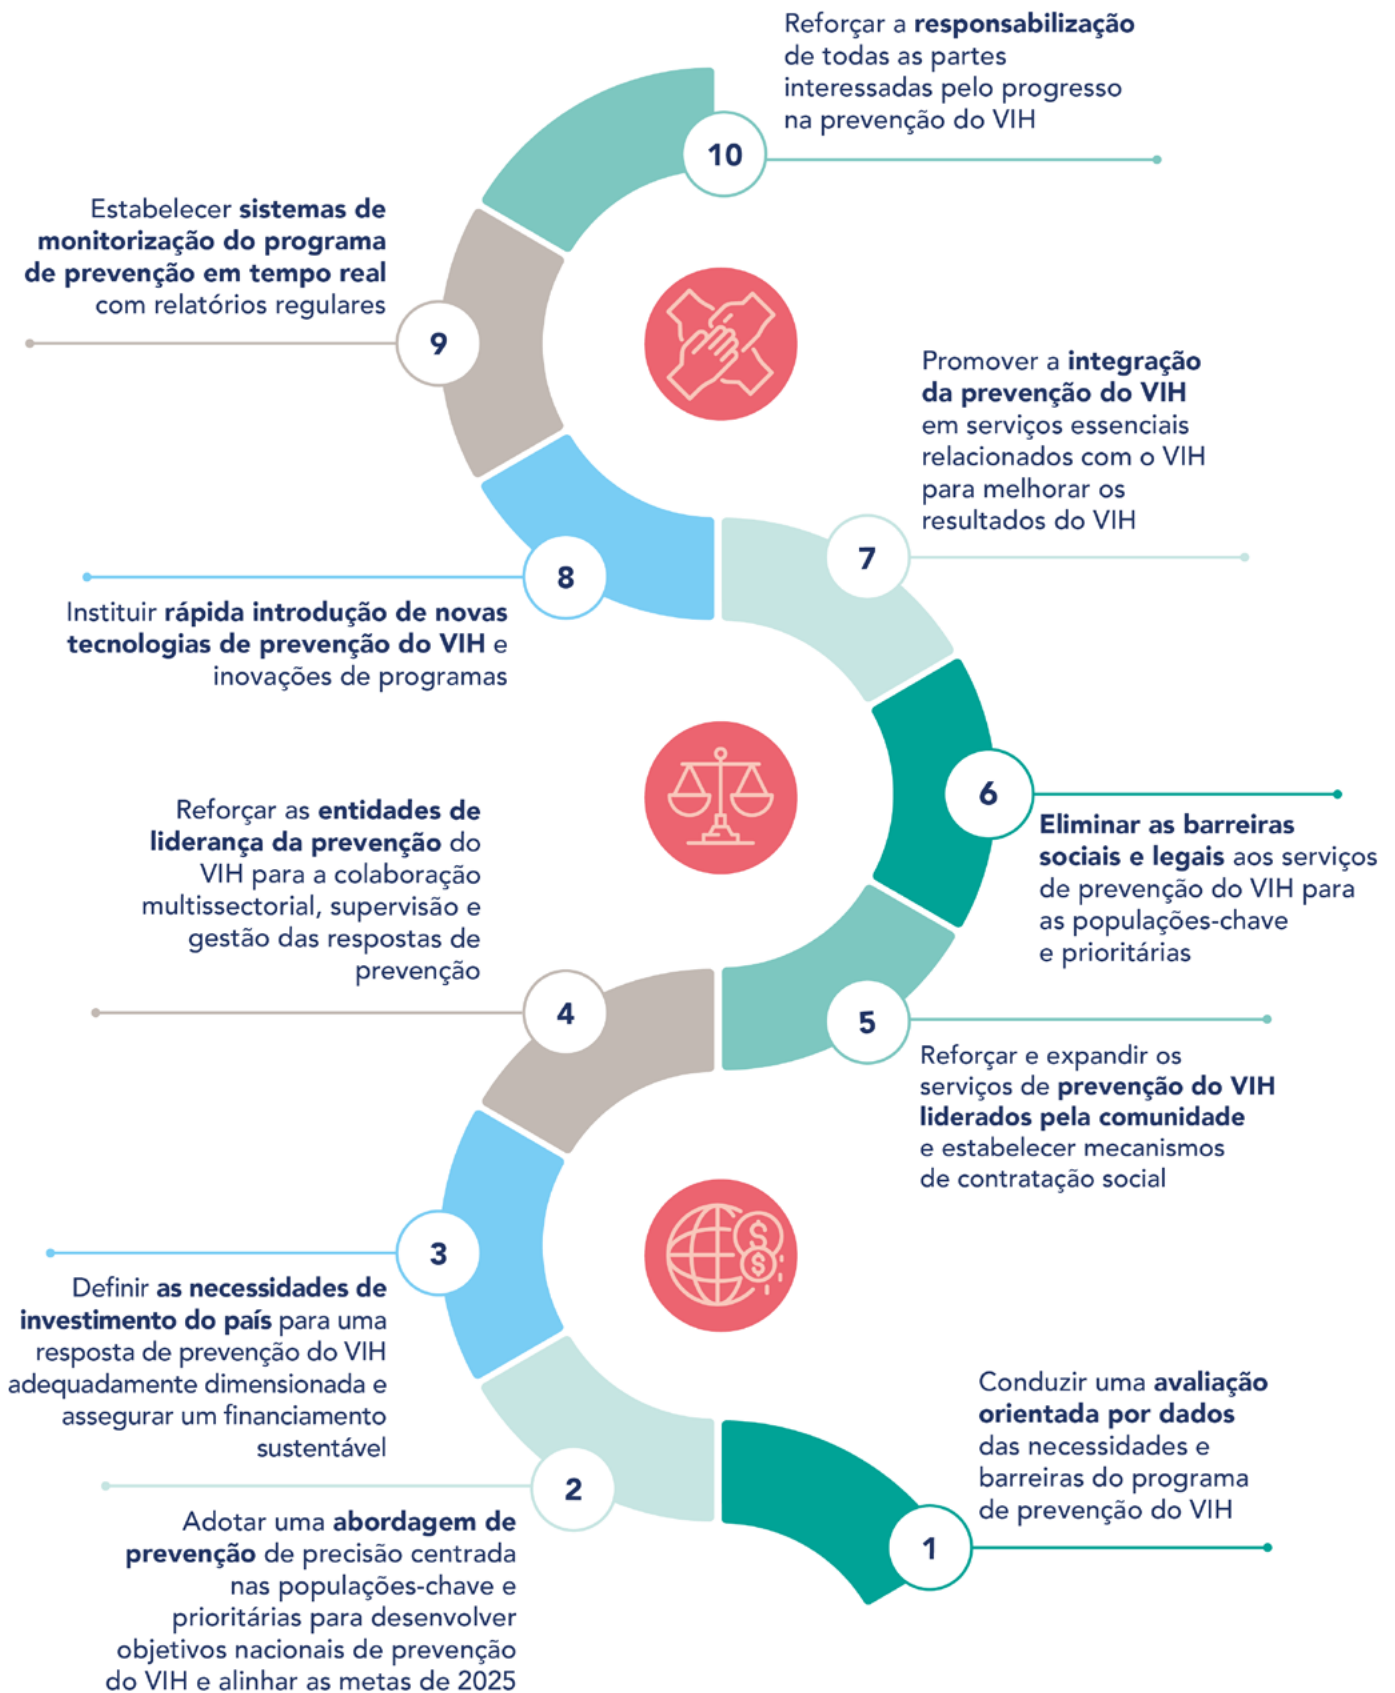 Reforçar a responsabilização
de todas as partes
interessadas pelo progresso
na prevenção do VIH
10
Estabelecer sistemas de
monitorização do programa
de prevenção em tempo real
com relatórios regulares
9
Promover a integração
da prevenção do VIH
em serviços essenciais
relacionados com o VIH
para melhorar os
resultados do VIH
7
8
Instituir rápida introdução de novas
tecnologias de prevenção do VIH e
inovações de programas
6
Eliminar as barreiras
sociais e legais aos serviços
de prevenção do VIH para
as populações-chave
e prioritárias
Reforçar as entidades de
liderança da prevenção do
VIH para a colaboração
multissectorial, supervisão e
gestão das respostas de
prevenção
4
5
Reforçar e expandir os
serviços de prevenção do VIH
liderados pela comunidade
e estabelecer mecanismos
de contratação social
3
Definir as necessidades de
investimento do país para uma
resposta de prevenção do VIH
adequadamente dimensionada e
assegurar um financiamento
sustentável
$
$
Conduzir uma avaliação
orientada por dados
das necessidades e
barreiras do programa
de prevenção do VIH
1
2
Adotar uma abordagem de
prevenção de precisão centrada
nas populações-chave e
prioritárias para desenvolver
objetivos nacionais de prevenção
do VIH e alinhar as metas de 2025